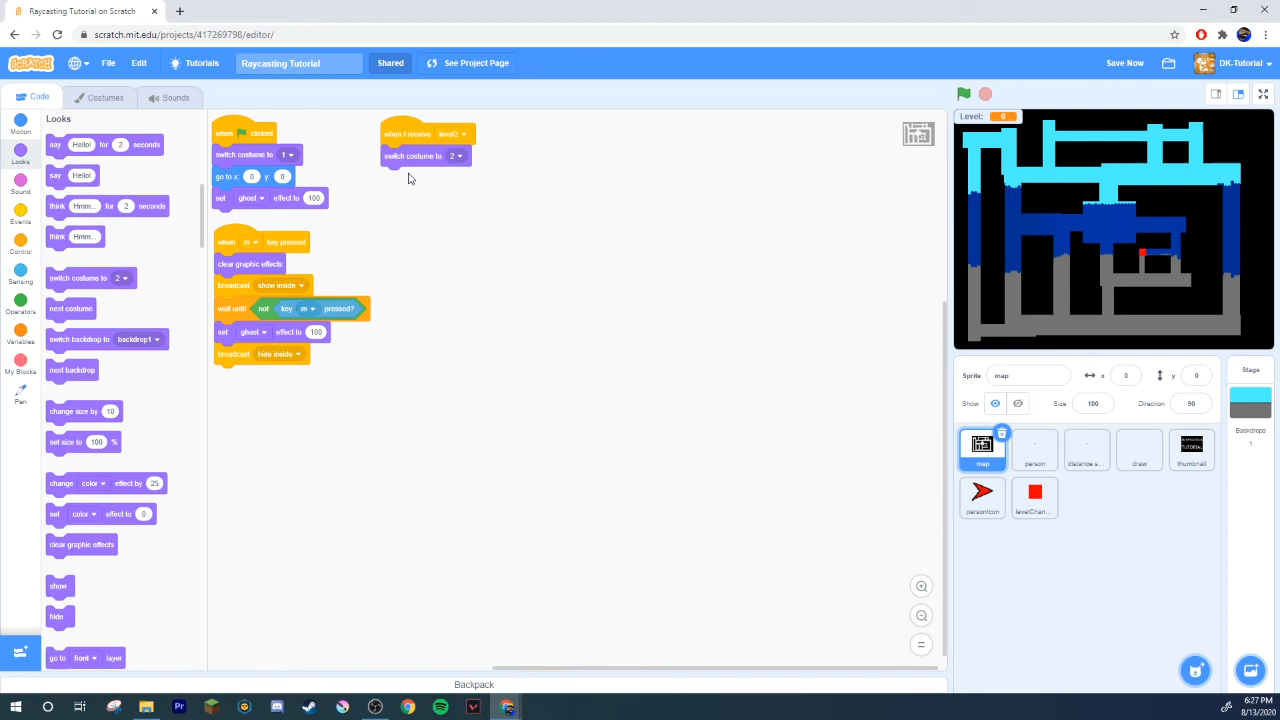 Raycasting Tutorial on Scratch
scratch.mit.edu/projects/417269798/editor/
SCRATCH File Edit Tutorials Raycasting Tutorial Shared See Project Page Save Now DK-Tutorial
Code Costumes Sounds
Motion
Looks
Sound
Events
Control
Sensing
Operators
Variables
My Blocks
Pen
Looks
say Hello! for 2 seconds
say Hello!
think Hmm... for 2 seconds
think Hmm...
switch costume to 2
next costume
switch backdrop to backdrop1
next backdrop
change size by 10
set size to 100 %
change color effect by 25
set color effect to 0
clear graphic effects
show
hide
go to front layer
when clicked
switch costume to 1
go to x: 0 y: 0
set ghost effect to 100
when m key pressed
clear graphic effects
broadcast show inside
wait until not key m pressed?
set ghost effect to 100
broadcast hide inside
when I receive level2
switch costume to 2
Level: 0
Sprite map x 0 y 0
Show Size 100 Direction 90
map person distance s... draw thumbnail
personIcon levelChan...
Stage
Backdrops
1
Backpack
6:27 PM
8/13/2020